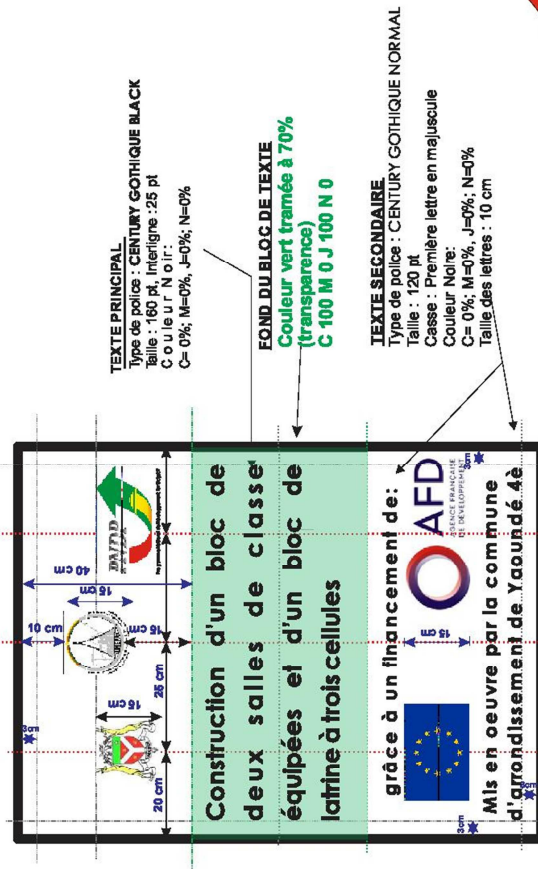 TEXTE PRINCIPAL
Type de police : CENTURY GOTHIQUE BLACK
Taille : 160 pt, Interligne : 25 pt
Couleur Noir:
C= 0%; M=0%, J=0%; N=0%
FOND DU BLOC DE TEXTE
Couleur vert tramée à 70%
(transparence)
C 100 M 0 J 100 N 0
TEXTE SECONDAIRE
Type de police : CENTURY GOTHIQUE NORMAL
Taille : 120 pt
Casse : Première lettre en majuscule
Couleur Noire:
C= 0%; M=0%, J=0%; N=0%
Taille des lettres : 10 cm
3cm
10 cm
40 cm
15 cm
15 cm
15 cm
20 cm
25 cm
PNDP
Construction d'un bloc de
deux salles de classe
équipées et d'un bloc de
latrine à trois cellules
grâce à un financement de:
15 cm
AFD
AGENCE FRANÇAISE
DE DÉVELOPPEMENT
3cm
Mis en oeuvre par la commune
d'arrondissement de Yaoundé 4è
3cm
3cm